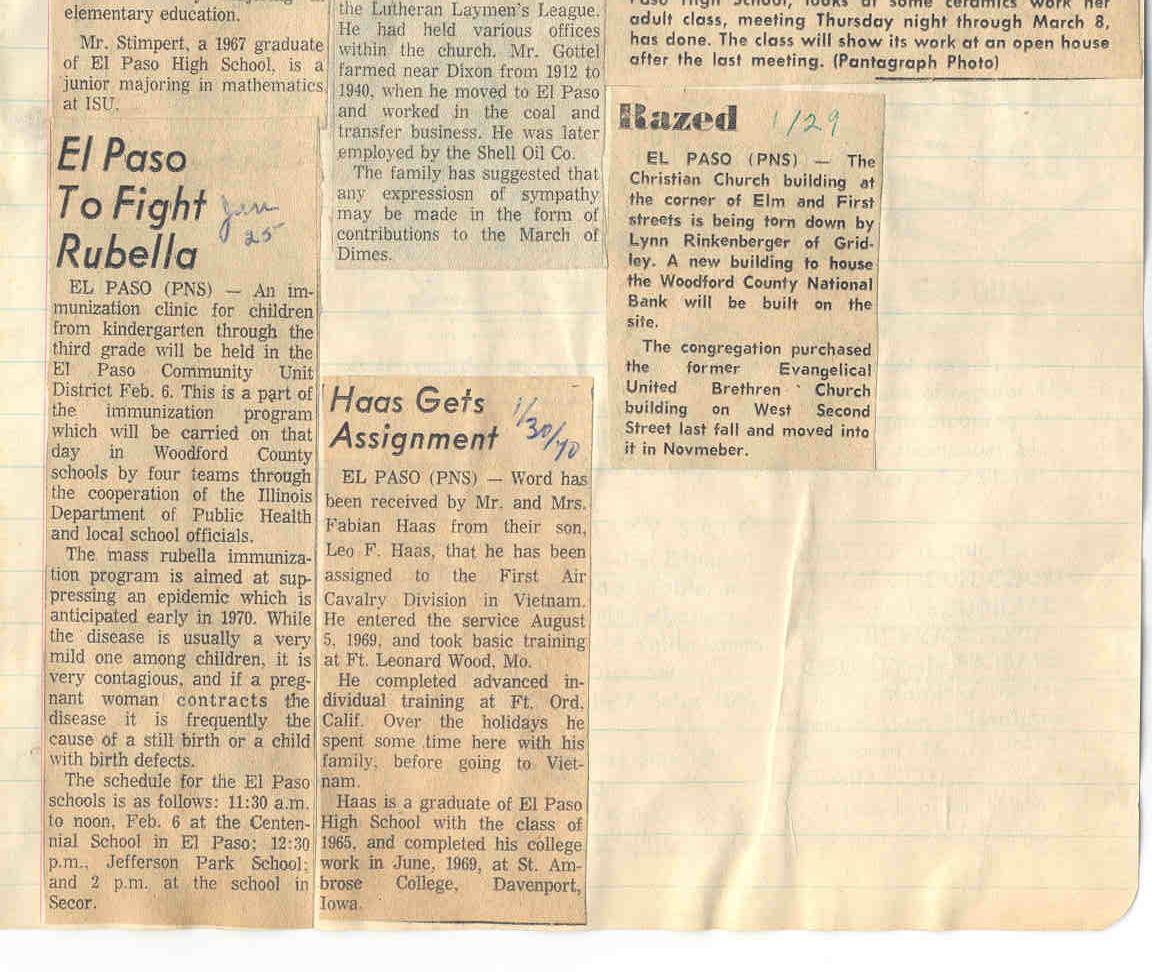 elementary education.
Mr. Stimpert, a 1967 graduate
of El Paso High School, is a
junior majoring in mathematics
at ISU.
El Paso
To Fight
Rubella
Jan
25
EL PASO (PNS) — An im-
munization clinic for children
from kindergarten through the
third grade will be held in the
El Paso Community Unit
District Feb. 6. This is a part of
the immunization program
which will be carried on that
day in Woodford County
schools by four teams through
the cooperation of the Illinois
Department of Public Health
and local school officials.
The mass rubella immuniza-
tion program is aimed at sup-
pressing an epidemic which is
anticipated early in 1970. While
the disease is usually a very
mild one among children, it is
very contagious, and if a preg-
nant woman contracts the
disease it is frequently the
cause of a still birth or a child
with birth defects.
The schedule for the El Paso
schools is as follows: 11:30 a.m.
to noon, Feb. 6 at the Centen-
nial School in El Paso; 12:30
p.m., Jefferson Park School;
and 2 p.m. at the school in
Secor.
the Lutheran Laymen's League.
He had held various offices
within the church. Mr. Gottel
farmed near Dixon from 1912 to
1940, when he moved to El Paso
and worked in the coal and
transfer business. He was later
employed by the Shell Oil Co.
The family has suggested that
any expressiosn of sympathy
may be made in the form of
contributions to the March of
Dimes.
Haas Gets
Assignment
1/30/70
EL PASO (PNS) — Word has
been received by Mr. and Mrs.
Fabian Haas from their son,
Leo F. Haas, that he has been
assigned to the First Air
Cavalry Division in Vietnam.
He entered the service August
5, 1969, and took basic training
at Ft. Leonard Wood, Mo.
He completed advanced in-
dividual training at Ft. Ord,
Calif. Over the holidays he
spent some time here with his
family, before going to Viet-
nam.
Haas is a graduate of El Paso
High School with the class of
1965, and completed his college
work in June, 1969, at St. Am-
brose College, Davenport,
Iowa.
Paso High School, looks at some ceramics work her
adult class, meeting Thursday night through March 8,
has done. The class will show its work at an open house
after the last meeting. (Pantagraph Photo)
Razed
1/29
EL PASO (PNS) — The
Christian Church building at
the corner of Elm and First
streets is being torn down by
Lynn Rinkenberger of Grid-
ley. A new building to house
the Woodford County National
Bank will be built on the
site.
The congregation purchased
the former Evangelical
United Brethren Church
building on West Second
Street last fall and moved into
it in Novmeber.